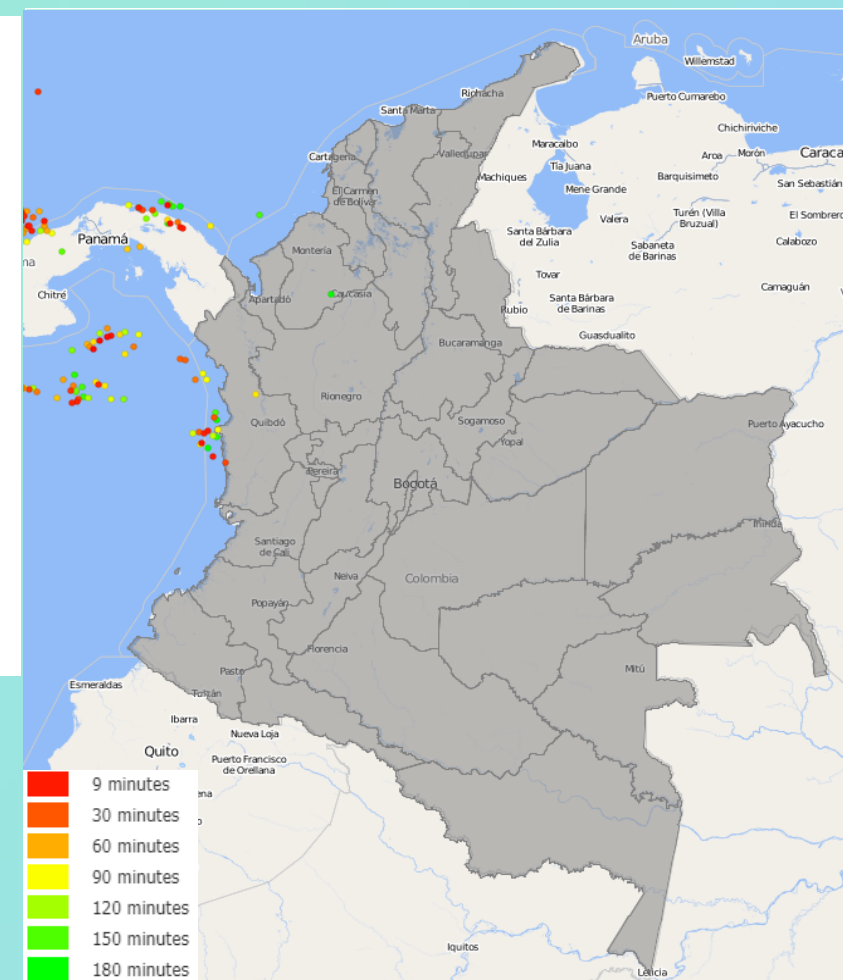 Aruba
Willemstad
Puerto Cumarebo
Richacha
Santa Marta
Chichiriviche
Maracaibo
Aroa
Morón
Caraca
Cartagena
Valledupar
Tía Juana
Machiques
Barquisimeto
San Sebastián
Mene Grande
El Carmen
de Bolívar
Valera
Turén (Villa
Bruzual)
El Sombrero
Panamá
Santa Bárbara
del Zulia
Sabaneta
de Barinas
Calabozo
Montería
na
Tovar
Camaguán
Chitré
Apartadó
Caucasia
Santa Bárbara
de Barinas
Rubio
Guasdualito
Bucaramanga
Rionegro
Quibdó
Sogamoso
Puerto Ayacucho
Yopal
Pereira
Bogotá
Inírida
Santiago
de Cali
Neiva
Colombia
Popayán
Florencia
Mitú
Pasto
Esmeraldas
Tulcán
Ibarra
Nueva Loja
Quito
Puerto Francisco
de Orellana
ena
o
Iquitos
Leticia
9 minutes
30 minutes
60 minutes
90 minutes
120 minutes
150 minutes
180 minutes